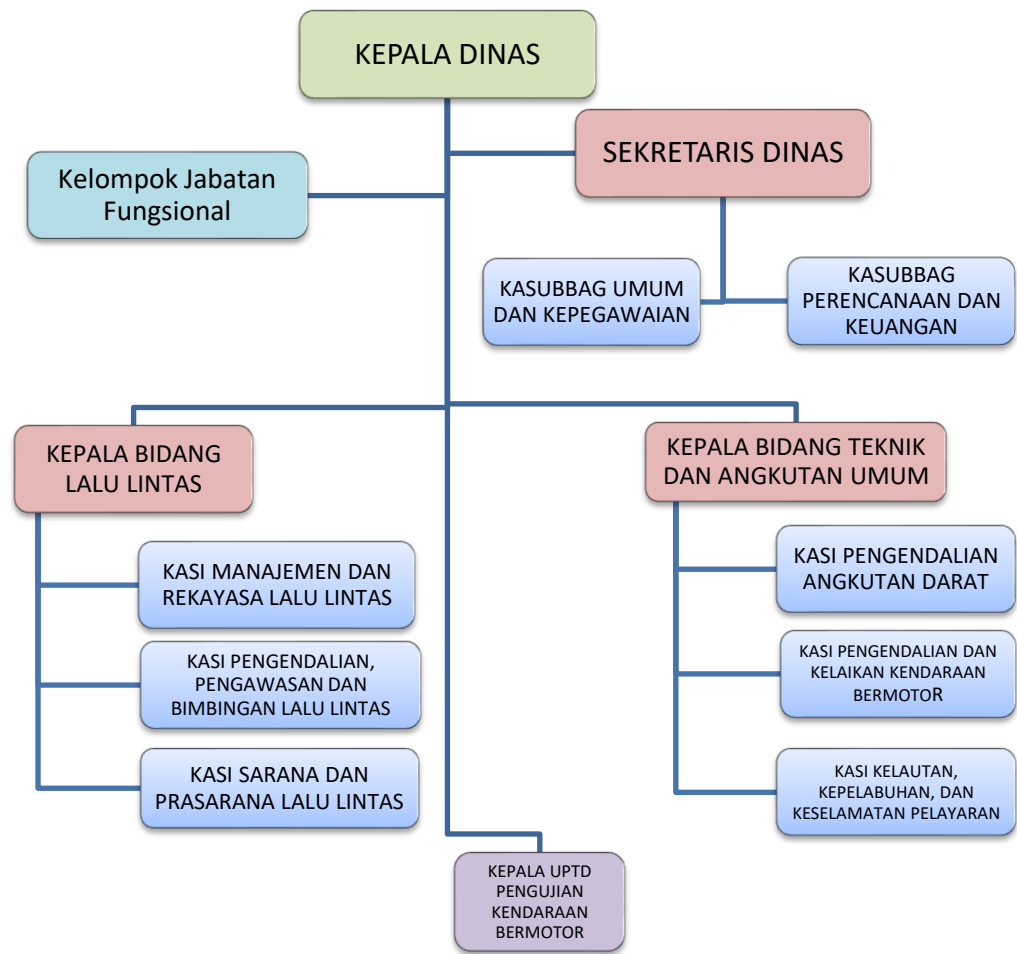 KEPALA DINAS
SEKRETARIS DINAS
Kelompok Jabatan
Fungsional
KASUBBAG UMUM
DAN KEPEGAWAIAN
KASUBBAG
PERENCANAAN DAN
KEUANGAN
KEPALA BIDANG
LALU LINTAS
KEPALA BIDANG TEKNIK
DAN ANGKUTAN UMUM
KASI MANAJEMEN DAN
REKAYASA LALU LINTAS
KASI PENGENDALIAN,
PENGAWASAN DAN
BIMBINGAN LALU LINTAS
KASI SARANA DAN
PRASARANA LALU LINTAS
KASI PENGENDALIAN
ANGKUTAN DARAT
KASI PENGENDALIAN DAN
KELAIKAN KENDARAAN
BERMOTOR
KASI KELAUTAN,
KEPELABUHAN, DAN
KESELAMATAN PELAYARAN
KEPALA UPTD
PENGUJIAN
KENDARAAN
BERMOTOR